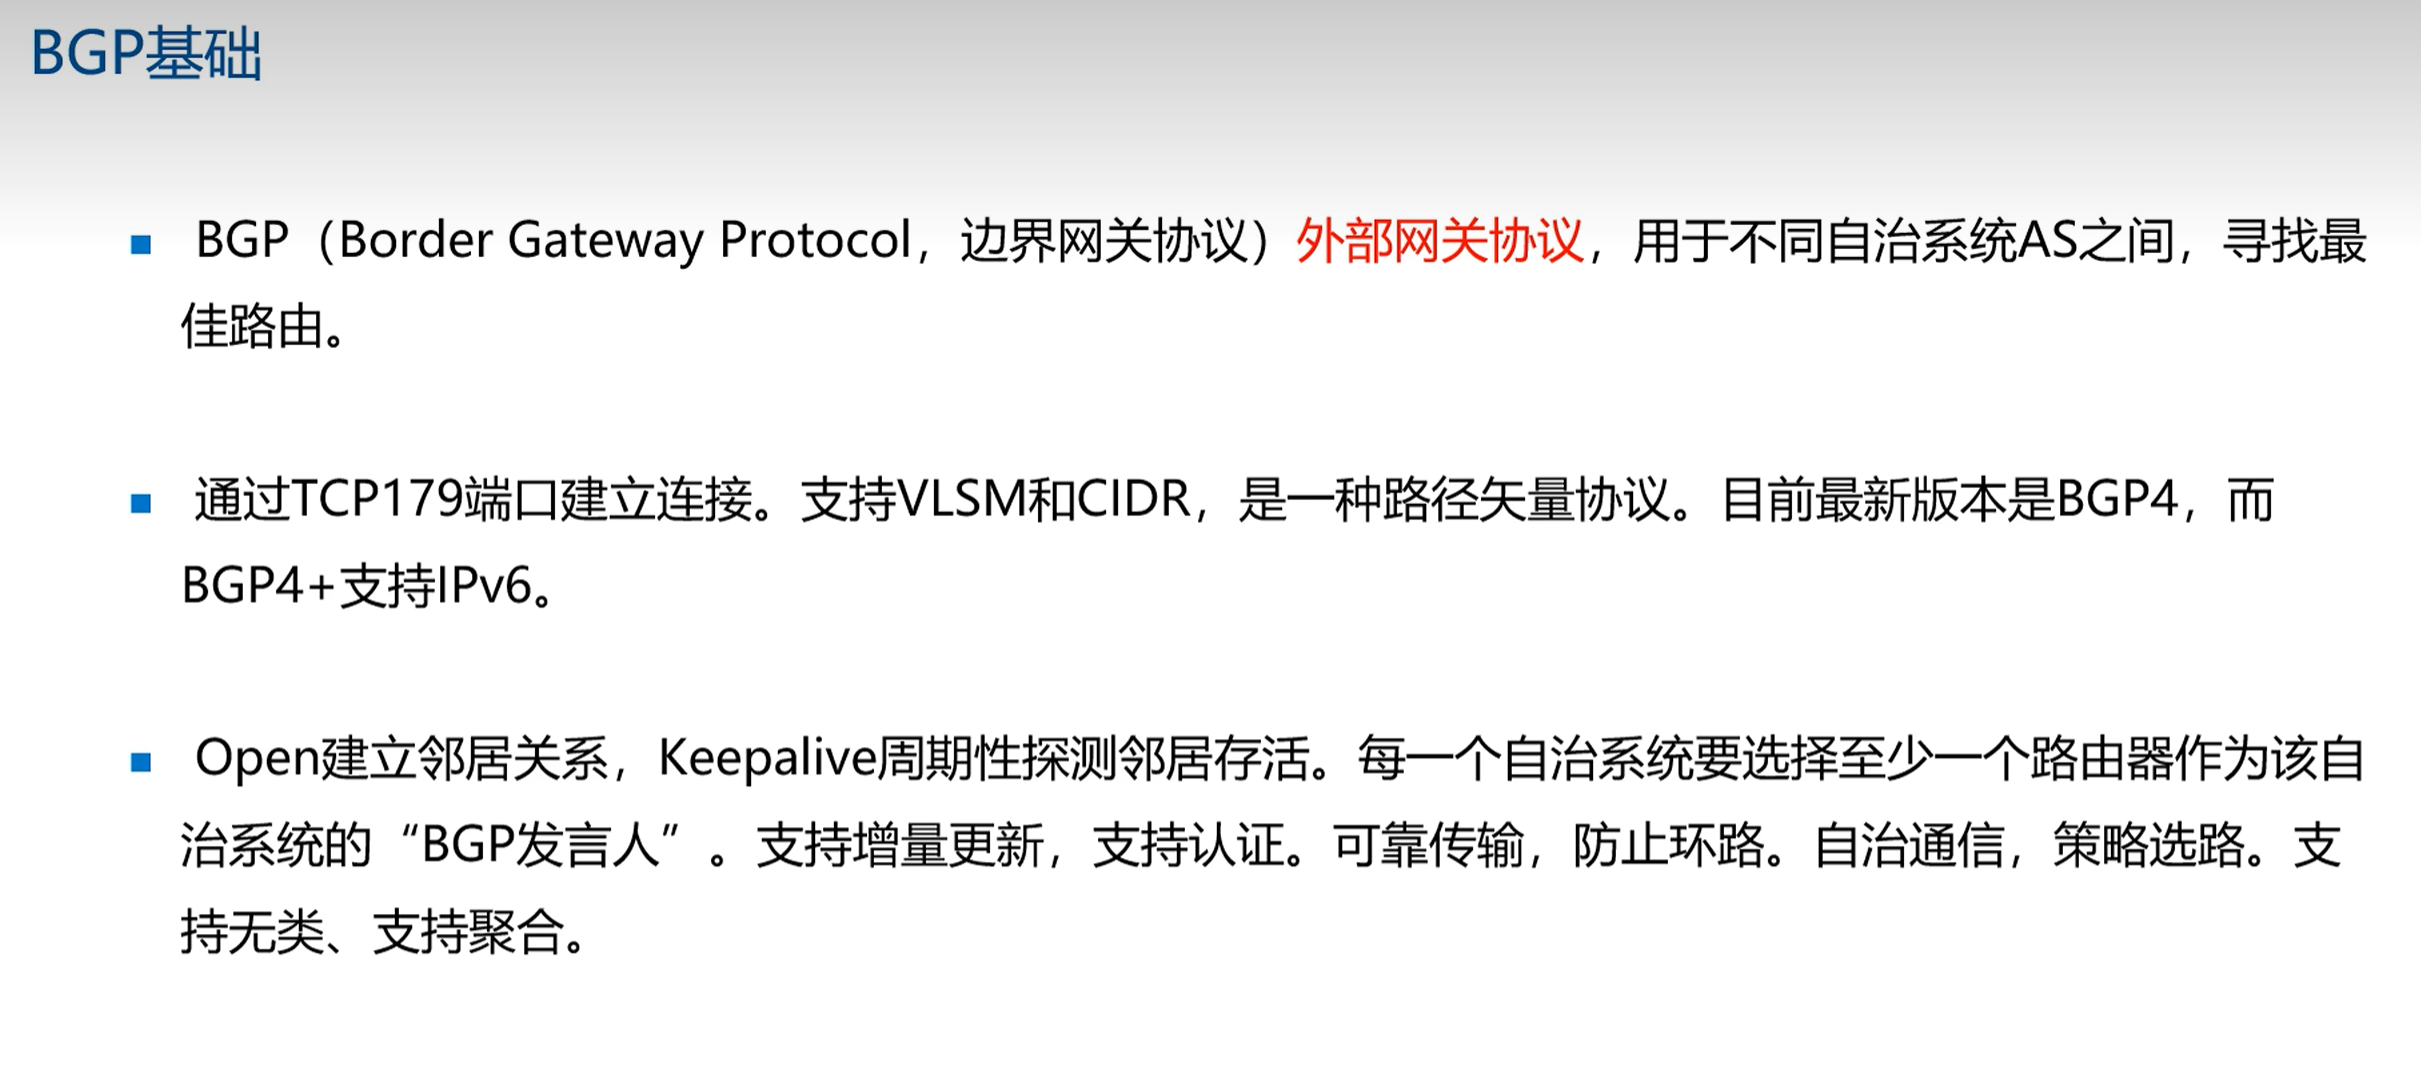 BGP基础
BGP（Border Gateway Protocol，边界网关协议）外部网关协议，用于不同自治系统AS之间，寻找最
佳路由。
通过TCP179端口建立连接。支持VLSM和CIDR，是一种路径矢量协议。目前最新版本是BGP4，而
BGP4+支持IPv6。
Open建立邻居关系，Keepalive周期性探测邻居存活。每一个自治系统要选择至少一个路由器作为该自
治系统的“BGP发言人”。支持增量更新，支持认证。可靠传输，防止环路。自治通信，策略选路。支
持无类、支持聚合。